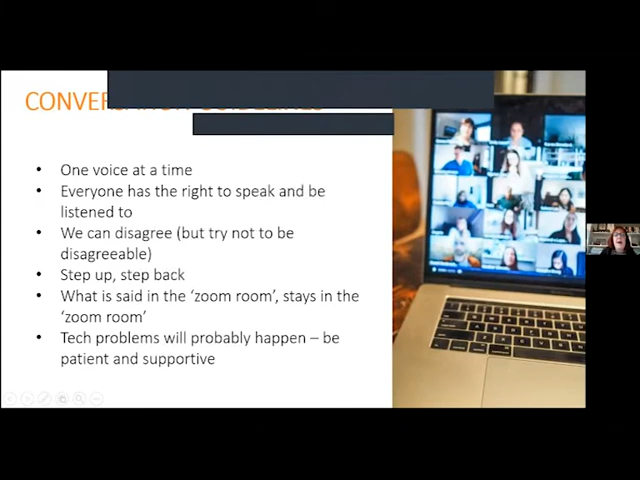 • One voice at a time
• Everyone has the right to speak and be
listened to
• We can disagree (but try not to be
disagreeable)
• Step up, step back
• What is said in the ‘zoom room’, stays in the
‘zoom room’
• Tech problems will probably happen – be
patient and supportive